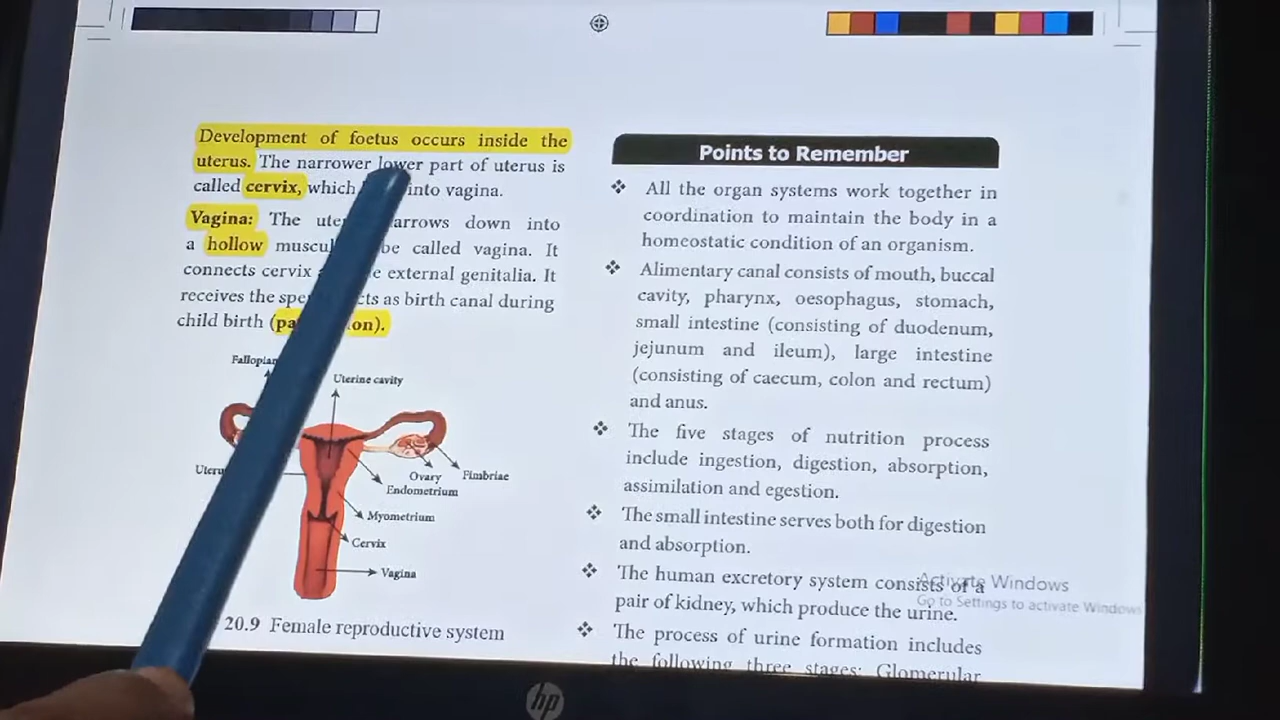 Development of foetus occurs inside the
uterus. The narrower lower part of uterus is
called cervix, which into vagina.
Vagina: The arrows down into
a hollow called vagina. It
connects cervix external genitalia. It
receives the as birth canal during
child birth
Uterine cavity
Ovary
Fimbriae
Endometrium
Myometrium
Cervix
Vagina
20.9 Female reproductive system
Points to Remember
❖ All the organ systems work together in
coordination to maintain the body in a
homeostatic condition of an organism.
❖ Alimentary canal consists of mouth, buccal
cavity, pharynx, oesophagus, stomach,
small intestine (consisting of duodenum,
jejunum and ileum), large intestine
(consisting of caecum, colon and rectum)
and anus.
❖ The five stages of nutrition process
include ingestion, digestion, absorption,
assimilation and egestion.
❖ The small intestine serves both for digestion
and absorption.
❖ The human excretory system consists of a
pair of kidney, which produce the urine.
❖ The process of urine formation includes
the following three stages: Glomerular
Activate Windows
Go to Settings to activate Windows
hp